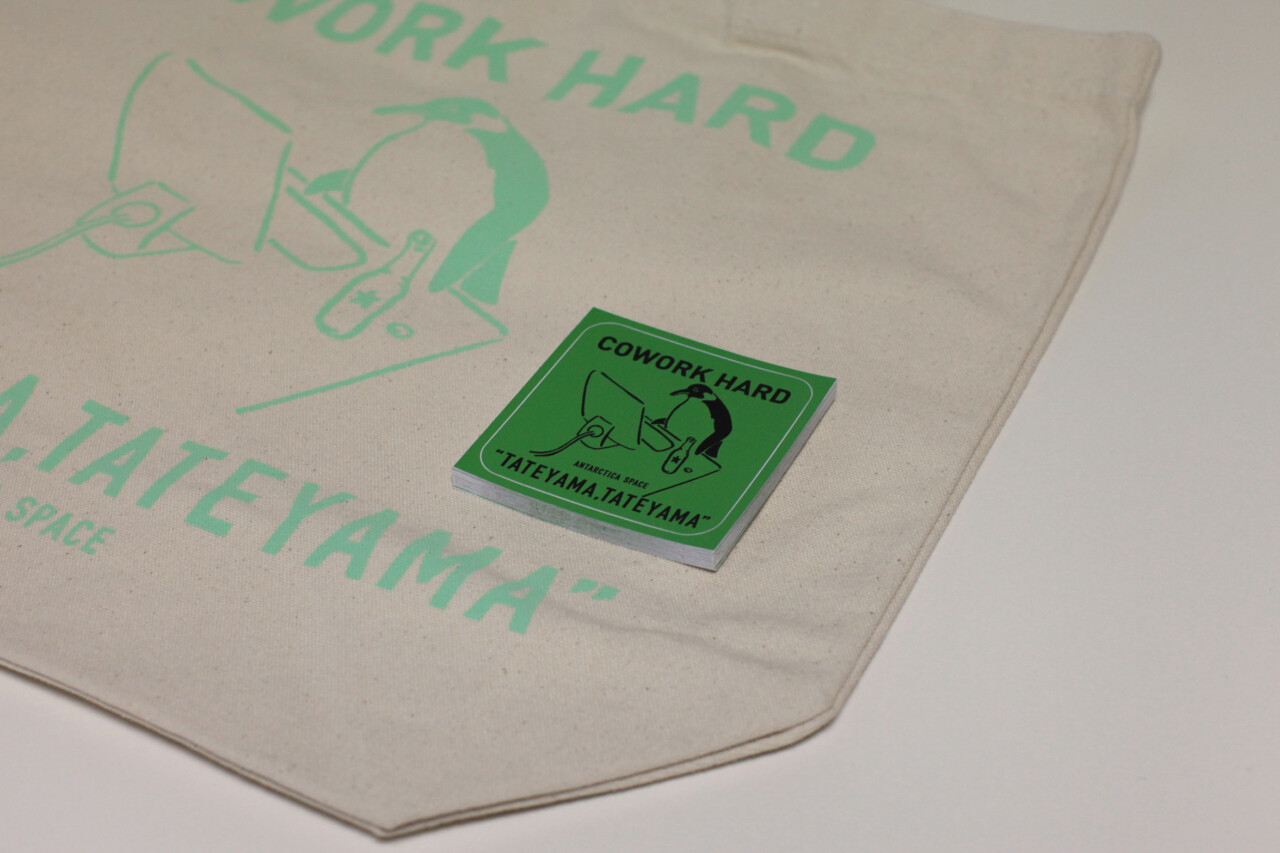 WORK HARD
A,TATEYAMA”
SPACE
COWORK HARD
ANTARCTICA SPACE
“TATEYAMA,TATEYAMA”